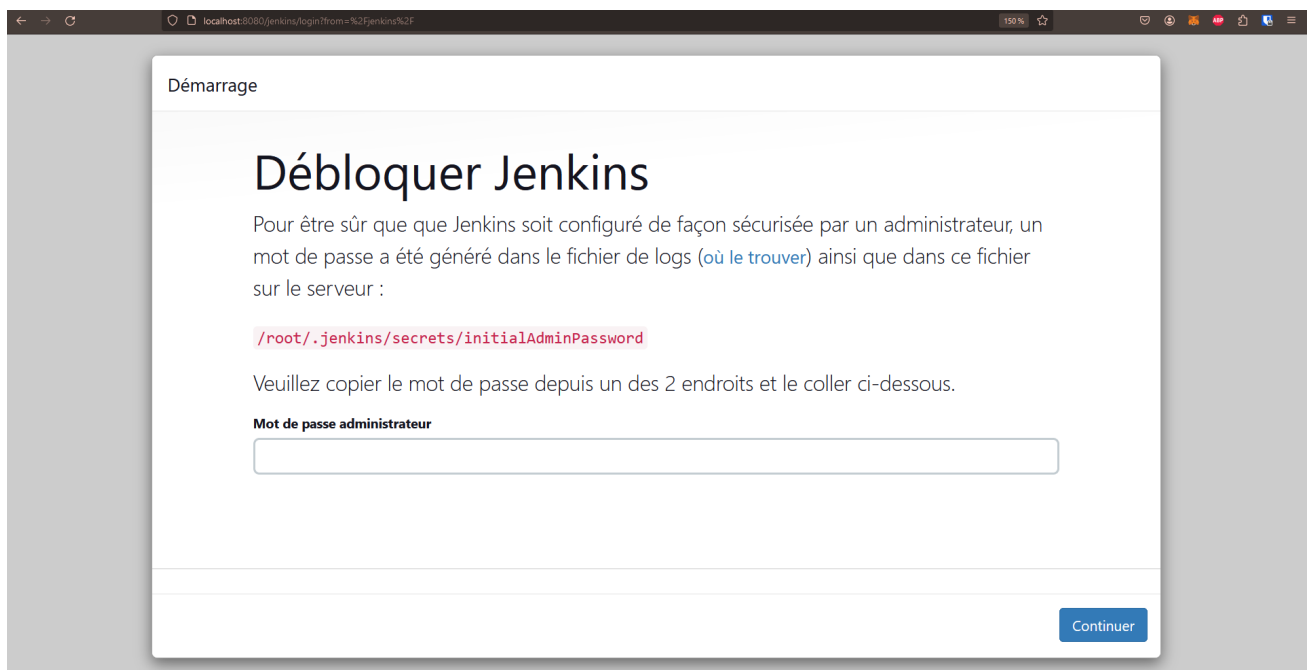 localhost:8080/jenkins/login?from=%2Fjenkins%2F
150 %
ABP
Démarrage
Débloquer Jenkins
Pour être sûr que que Jenkins soit configuré de façon sécurisée par un administrateur, un
mot de passe a été généré dans le fichier de logs (où le trouver) ainsi que dans ce fichier
sur le serveur :
/root/.jenkins/secrets/initialAdminPassword
Veuillez copier le mot de passe depuis un des 2 endroits et le coller ci-dessous.
Mot de passe administrateur
Continuer